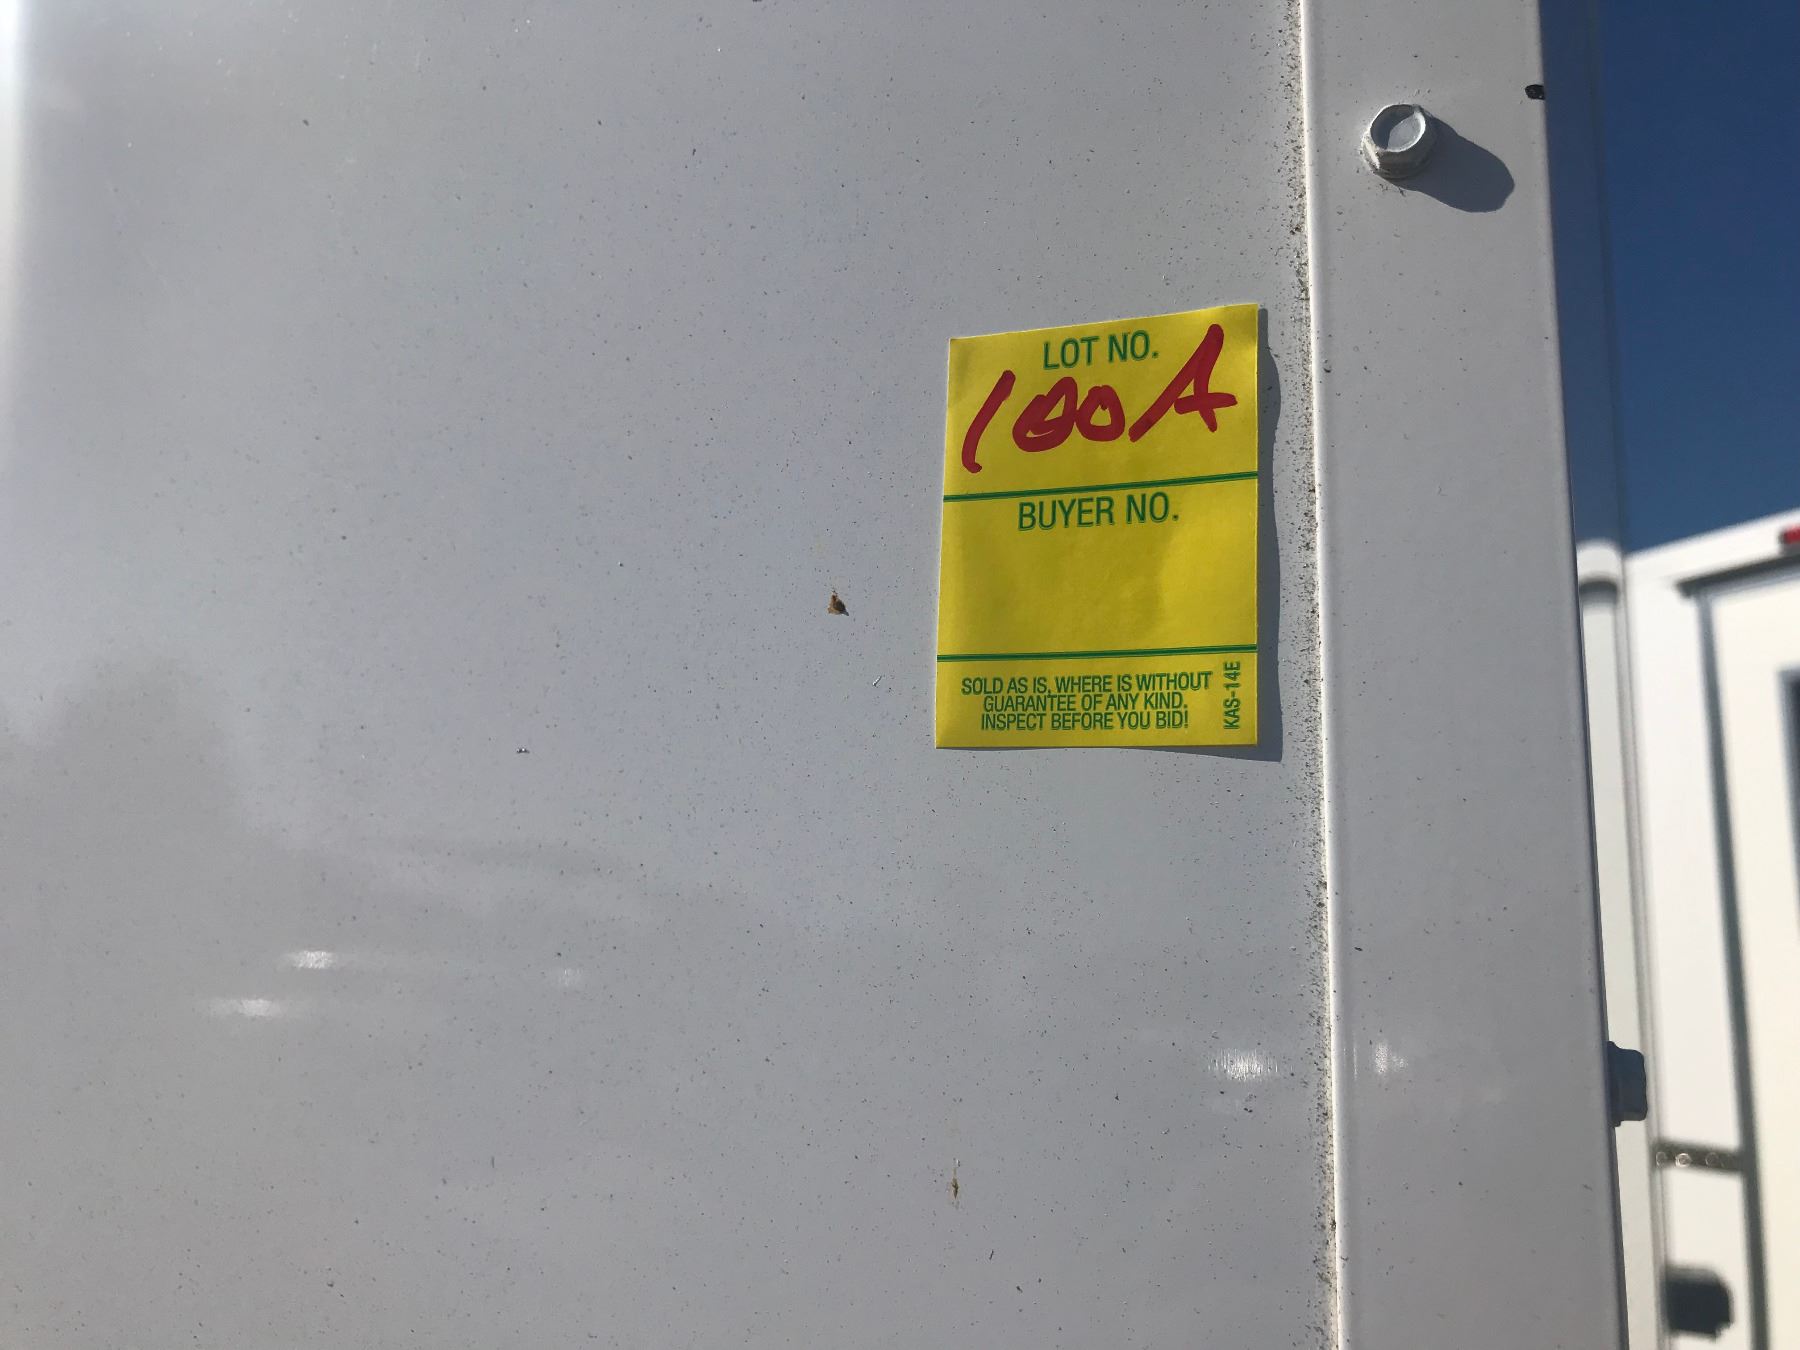 LOT NO.
100A
BUYER NO.
SOLD AS IS, WHERE IS WITHOUT
GUARANTEE OF ANY KIND.
INSPECT BEFORE YOU BID!
KAS-14E